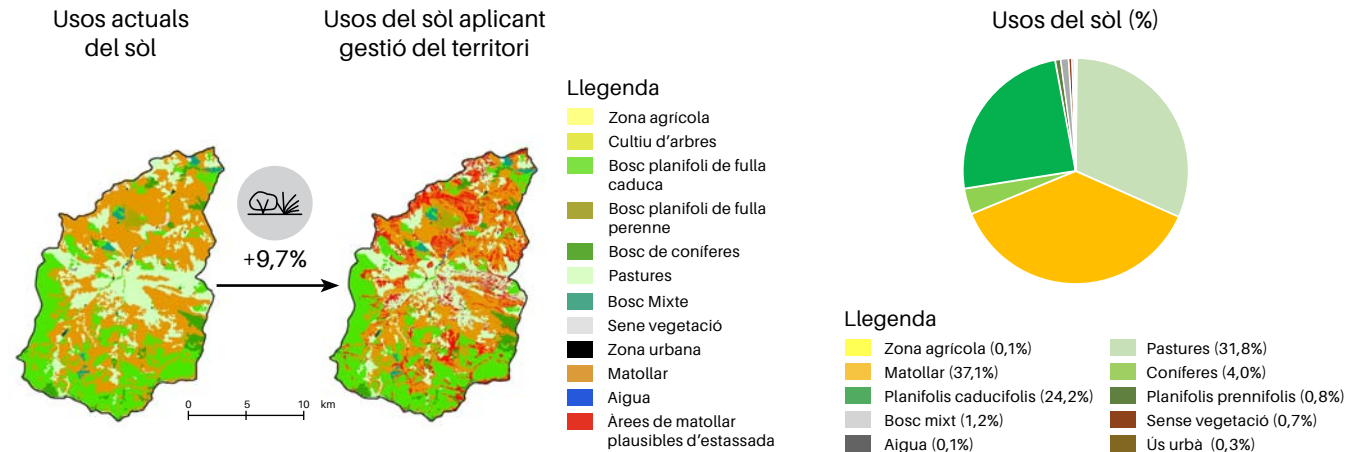 Usos actuals
del sòl
Usos del sòl aplicant
gestió del territori
+9,7%
0 5 10 km
Llegenda
Zona agrícola
Cultiu d'arbres
Bosc planifoli de fulla
caduca
Bosc planifoli de fulla
perenne
Bosc de coníferes
Pastures
Bosc Mixte
Sene vegetació
Zona urbana
Matollar
Aigua
Àrees de matollar
plausibles d'estassada
Usos del sòl (%)
Llegenda
Zona agrícola (0,1%)
Matollar (37,1%)
Planifolis caducifolis (24,2%)
Bosc mixt (1,2%)
Aigua (0,1%)
Pastures (31,8%)
Coníferes (4,0%)
Planifolis prennifolis (0,8%)
Sense vegetació (0,7%)
Ús urbà (0,3%)